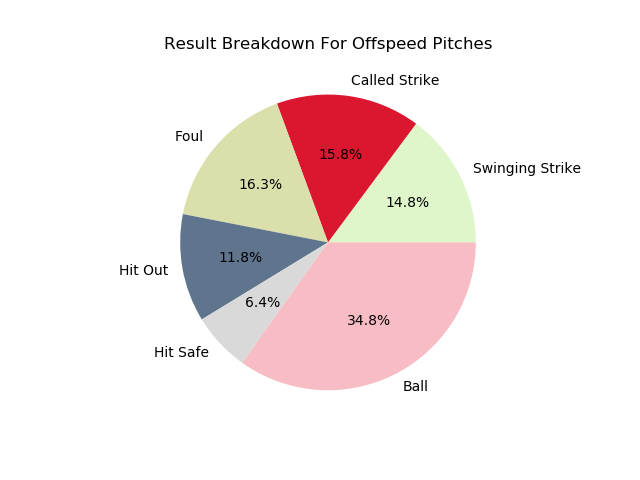 Result Breakdown For Offspeed Pitches
Called Strike
Foul
15.8%
Swinging Strike
16.3%
14.8%
11.8%
Hit Out
6.4%
34.8%
Hit Safe
Ball